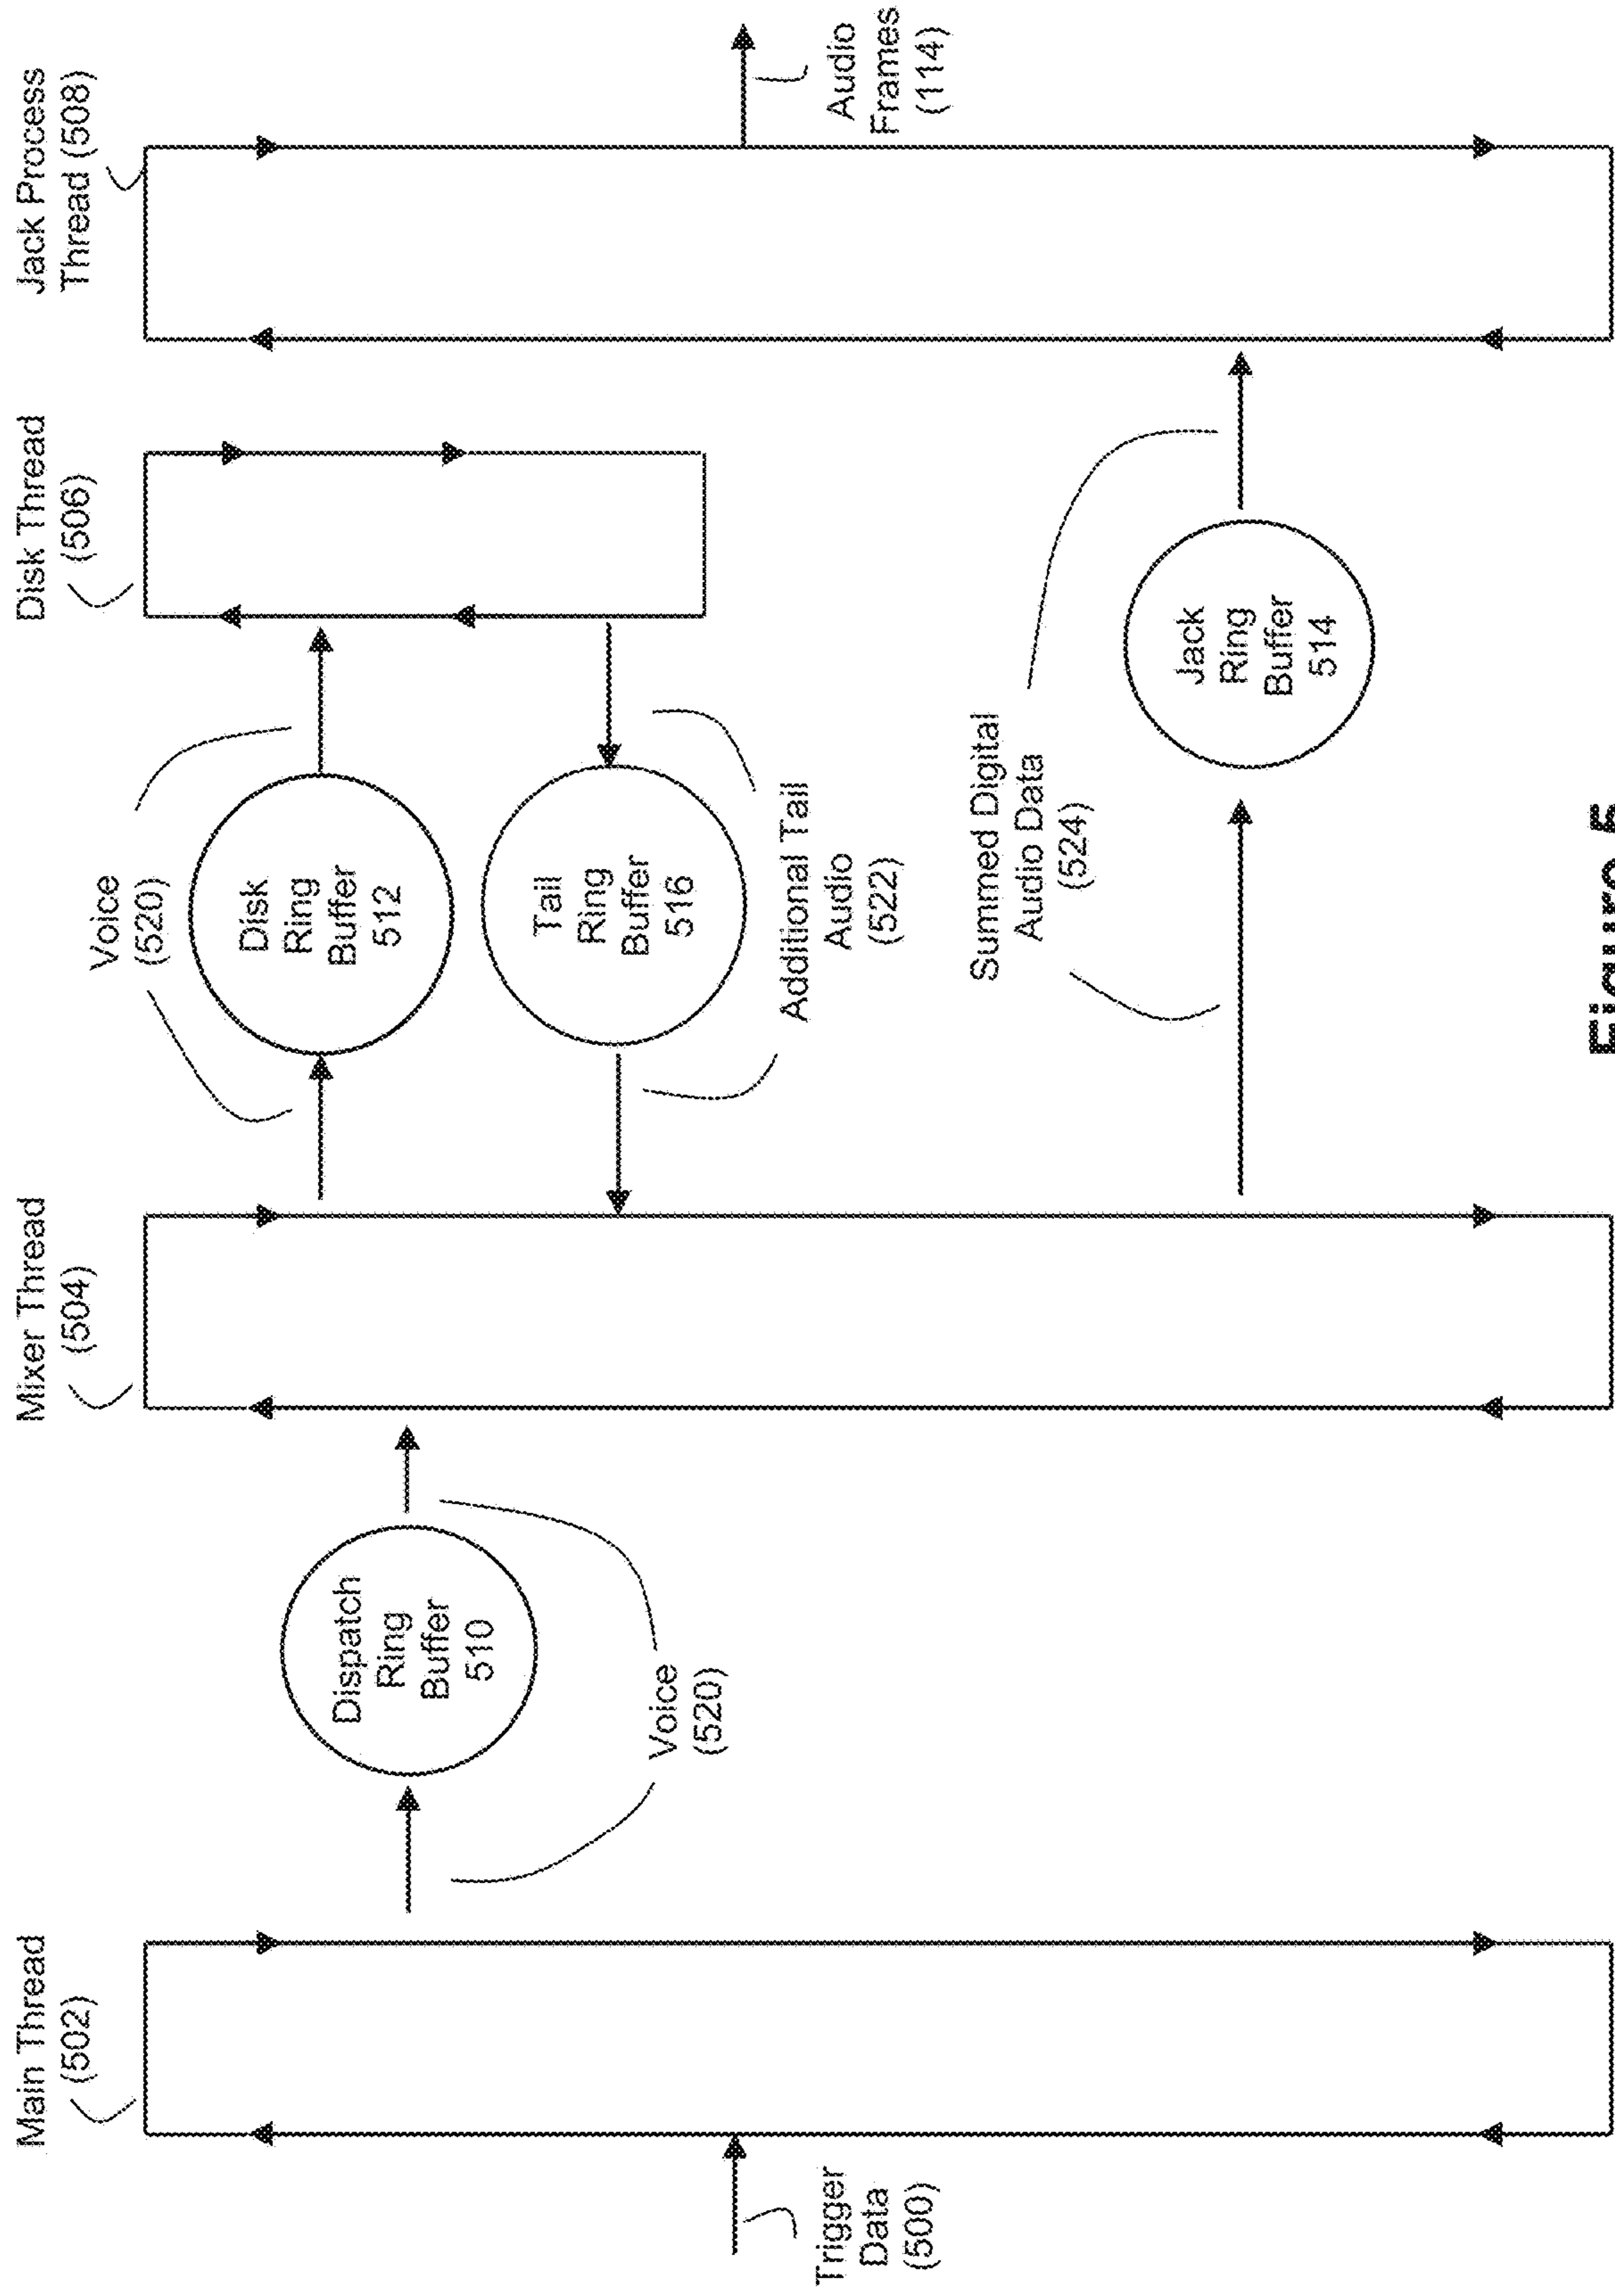 Main Thread
(502)
Mixer Thread
(504)
Disk Thread
(506)
Jack Process
Thread (508)
Trigger
Data
(500)
Dispatch
Ring
Buffer
510
Voice
(520)
Voice
(520)
Disk
Ring
Buffer
512
Tail
Ring
Buffer
516
Additional Tail
Audio
(522)
Summed Digital
Audio Data
(524)
Jack
Ring
Buffer
514
Audio
Frames
(114)
Figure 5